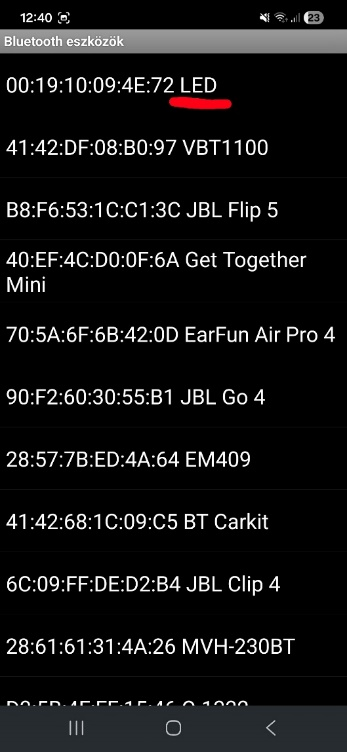 12:40
23
Bluetooth eszközök
00:19:10:09:4E:72 LED
41:42:DF:08:B0:97 VBT1100
B8:F6:53:1C:C1:3C JBL Flip 5
40:EF:4C:D0:0F:6A Get Together
Mini
70:5A:6F:6B:42:0D EarFun Air Pro 4
90:F2:60:30:55:B1 JBL Go 4
28:57:7B:ED:4A:64 EM409
41:42:68:1C:09:C5 BT Carkit
6C:09:FF:DE:D2:B4 JBL Clip 4
28:61:61:31:4A:26 MVH-230BT